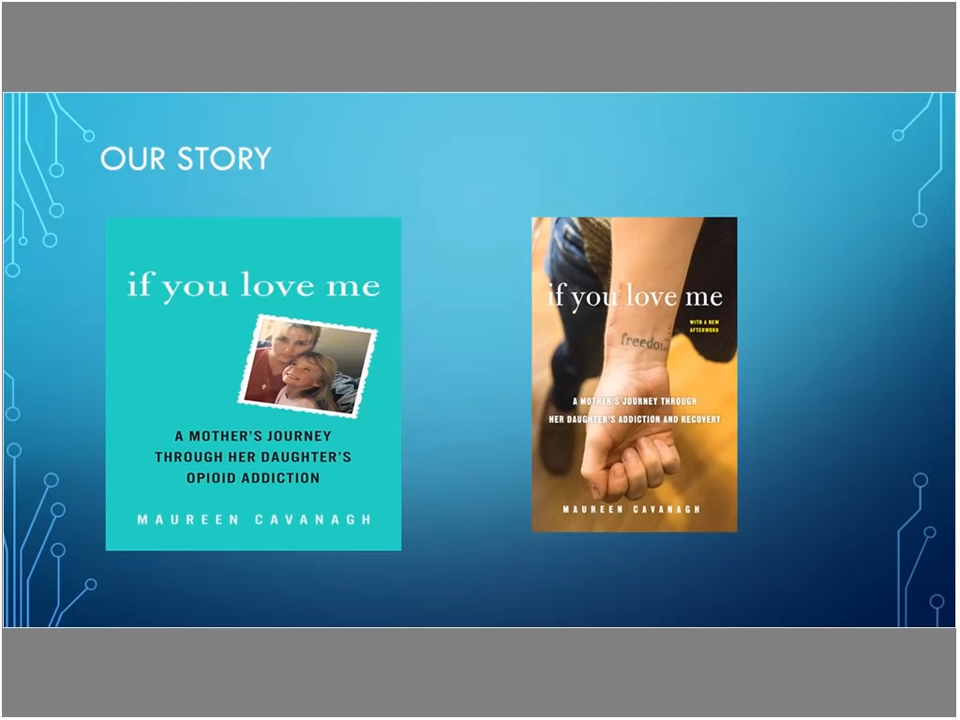 OUR STORY
if you love me
A MOTHER'S JOURNEY
THROUGH HER DAUGHTER'S
OPIOID ADDICTION
MAUREEN CAVANAGH
if you love me
WITH A NEW
AFTERWORD
freedom
A MOTHER'S JOURNEY THROUGH
HER DAUGHTER'S ADDICTION AND RECOVERY
MAUREEN CAVANAGH